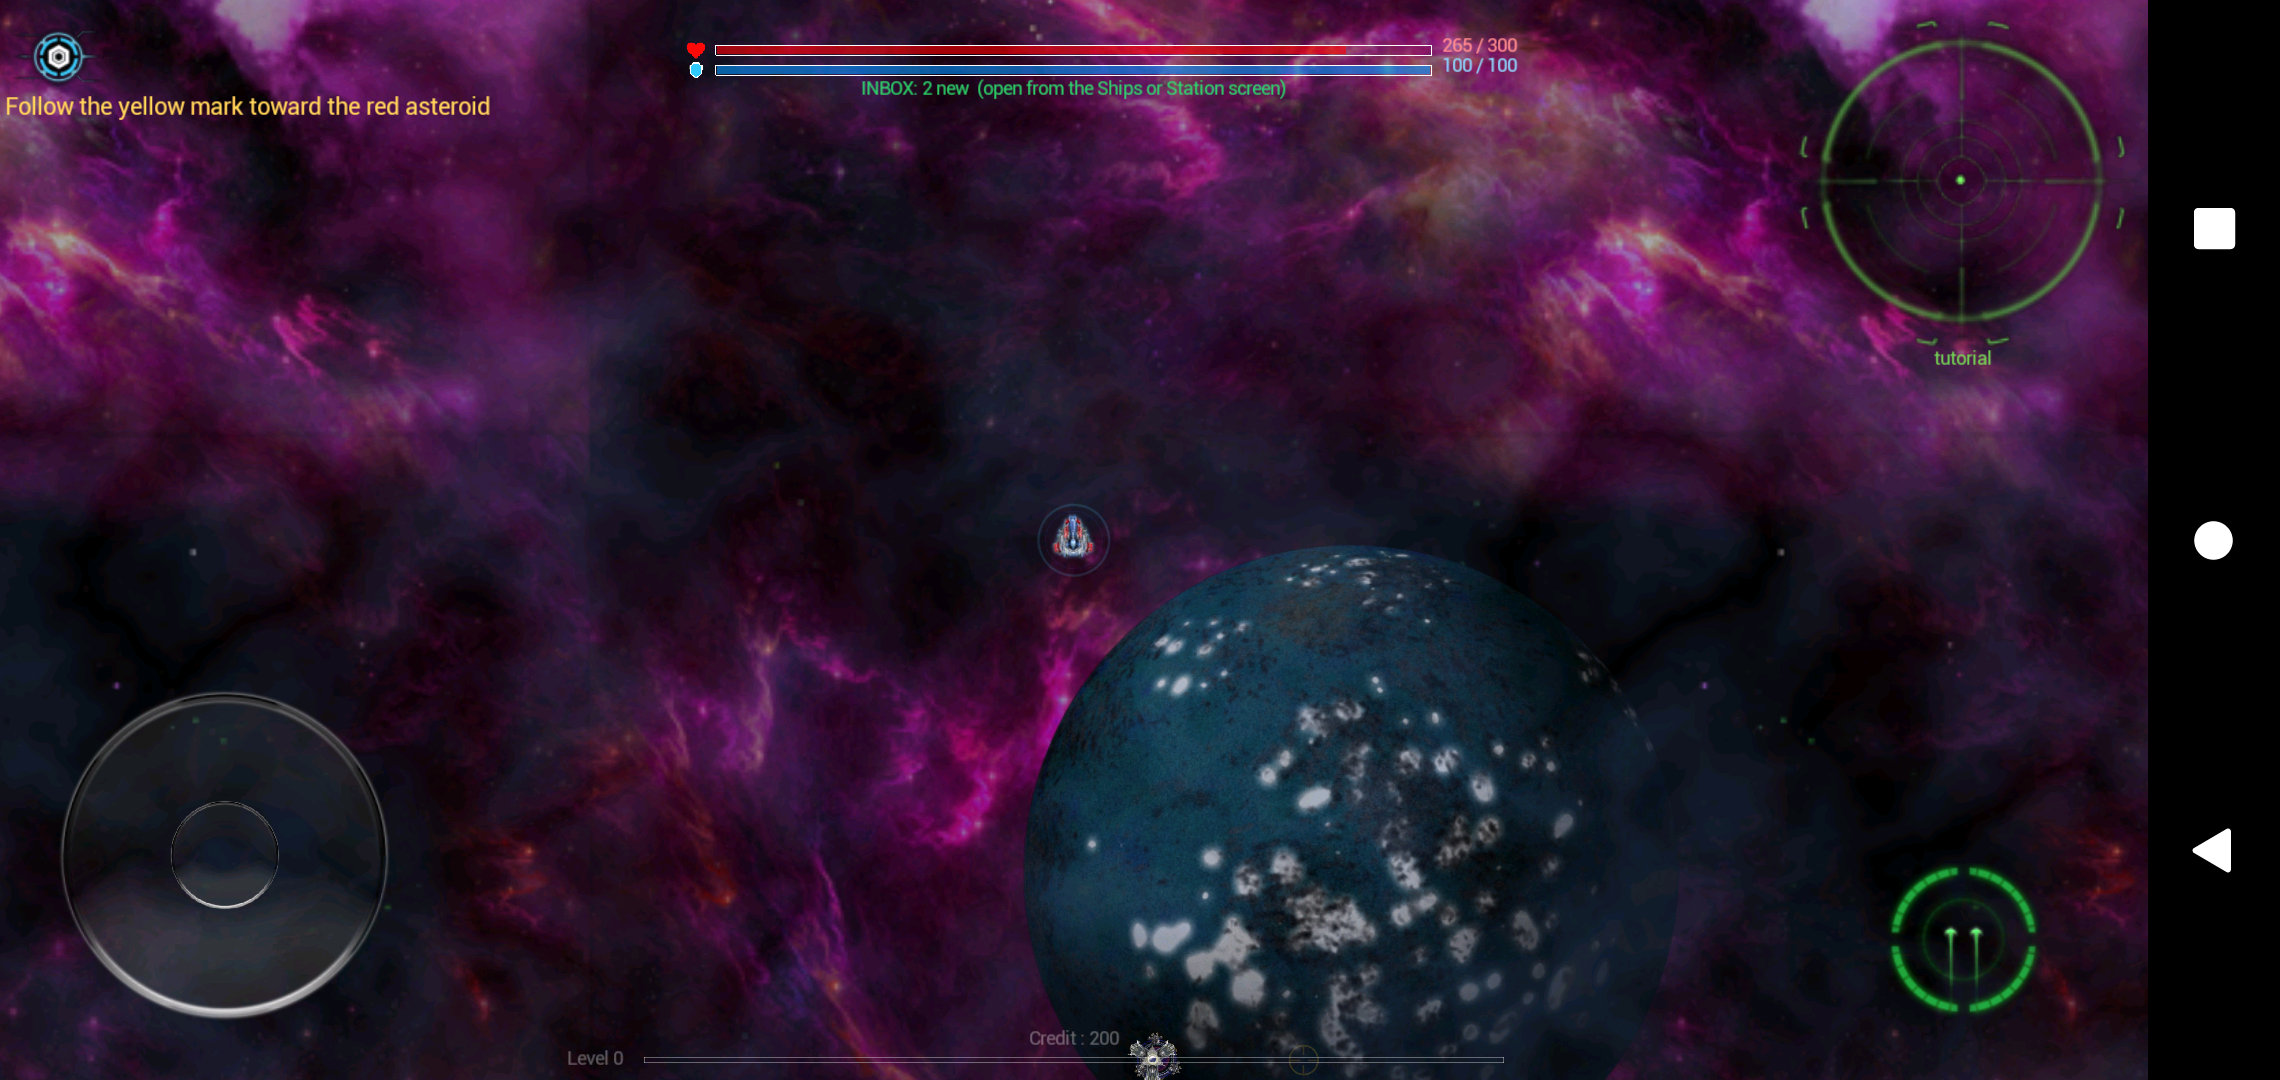 265 / 300
100 / 100
INBOX: 2 new (open from the Ships or Station screen)
Follow the yellow mark toward the red asteroid
tutorial
Credit : 200
Level 0